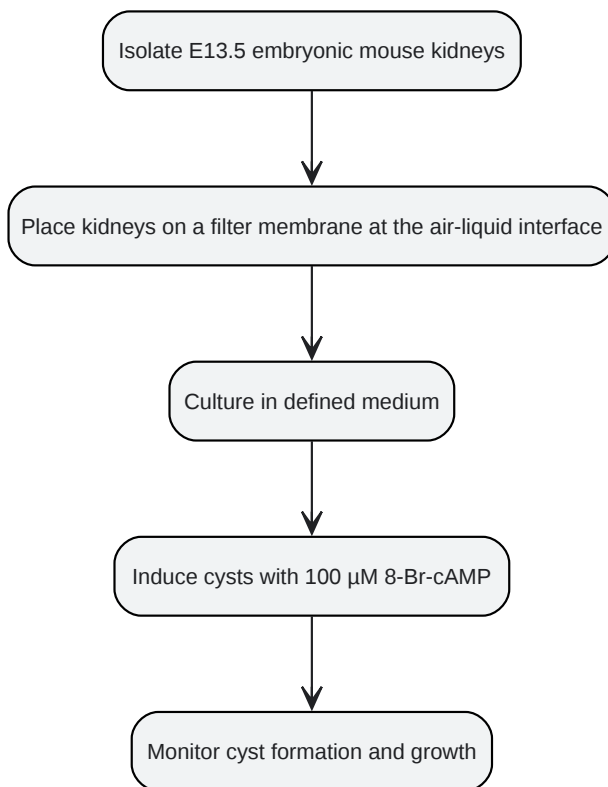 Isolate E13.5 embryonic mouse kidneys
Place kidneys on a filter membrane at the air-liquid interface
Culture in defined medium
Induce cysts with 100 µM 8-Br-cAMP
Monitor cyst formation and growth